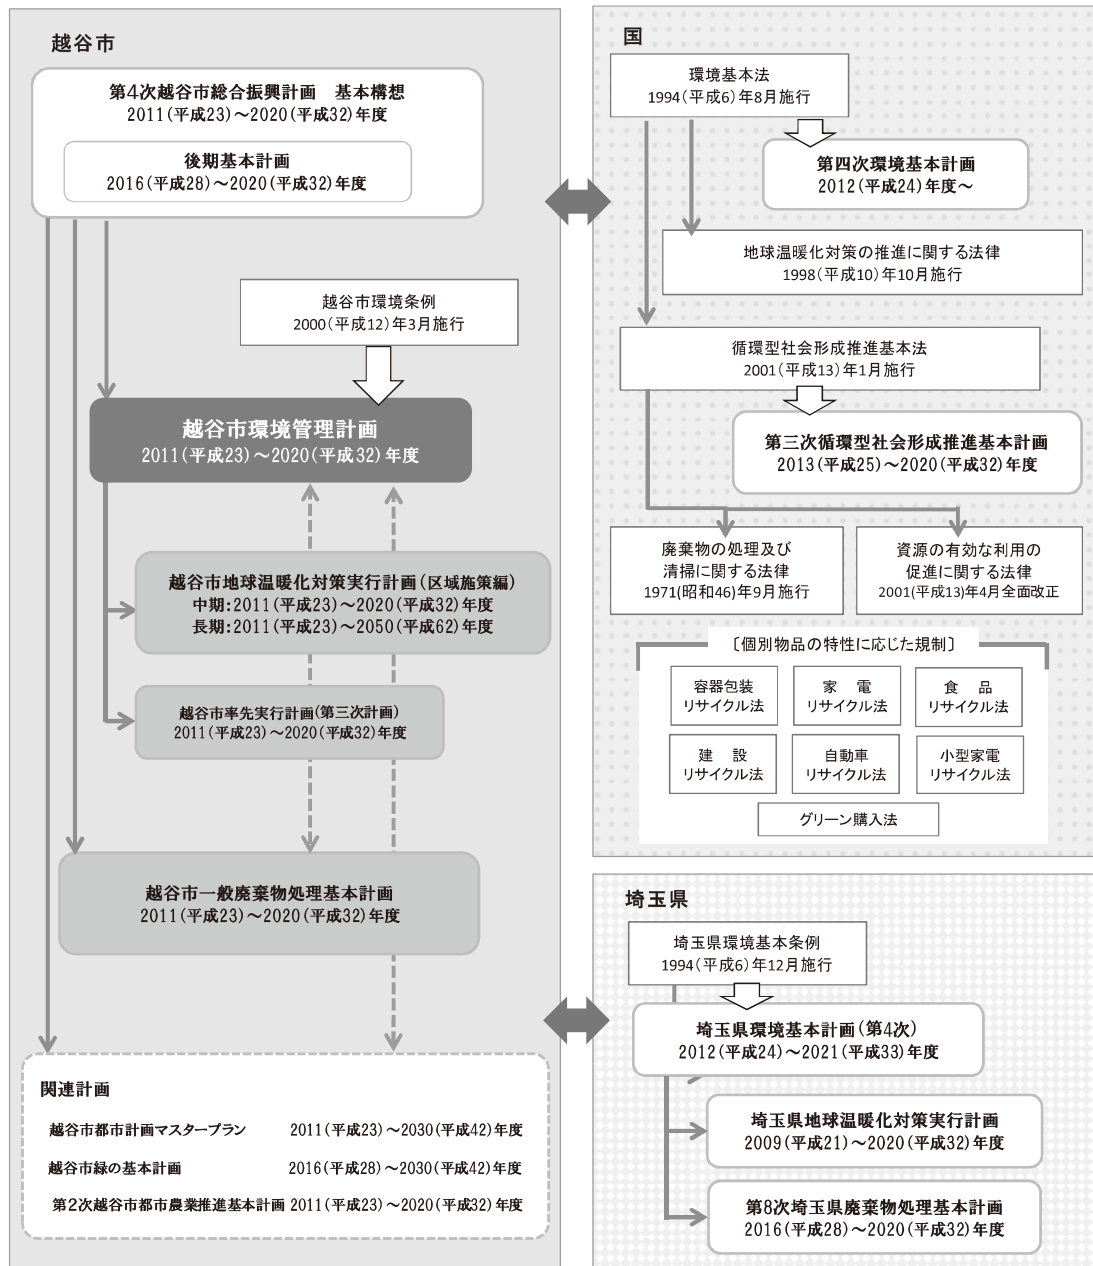 越谷市
第4次越谷市総合振興計画　基本構想
2011(平成23)～2020(平成32)年度
後期基本計画
2016(平成28)～2020(平成32)年度
越谷市環境条例
2000(平成12)年3月施行
越谷市環境管理計画
2011(平成23)～2020(平成32)年度
越谷市地球温暖化対策実行計画(区域施策編)
中期:2011(平成23)～2020(平成32)年度
長期:2011(平成23)～2050(平成62)年度
越谷市率先実行計画(第三次計画)
2011(平成23)～2020(平成32)年度
越谷市一般廃棄物処理基本計画
2011(平成23)～2020(平成32)年度
関連計画
越谷市都市計画マスタープラン　2011(平成23)～2030(平成42)年度
越谷市緑の基本計画　2016(平成28)～2030(平成42)年度
第2次越谷市都市農業推進基本計画 2011(平成23)～2020(平成32)年度
国
環境基本法
1994(平成6)年8月施行
第四次環境基本計画
2012(平成24)年度～
地球温暖化対策の推進に関する法律
1998(平成10)年10月施行
循環型社会形成推進基本法
2001(平成13)年1月施行
第三次循環型社会形成推進基本計画
2013(平成25)～2020(平成32)年度
廃棄物の処理及び
清掃に関する法律
1971(昭和46)年9月施行
資源の有効な利用の
促進に関する法律
2001(平成13)年4月全面改正
〔個別物品の特性に応じた規制〕
容器包装
リサイクル法
家　電
リサイクル法
食　品
リサイクル法
建　設
リサイクル法
自動車
リサイクル法
小型家電
リサイクル法
グリーン購入法
埼玉県
埼玉県環境基本条例
1994(平成6)年12月施行
埼玉県環境基本計画(第4次)
2012(平成24)～2021(平成33)年度
埼玉県地球温暖化対策実行計画
2009(平成21)～2020(平成32)年度
第8次埼玉県廃棄物処理基本計画
2016(平成28)～2020(平成32)年度